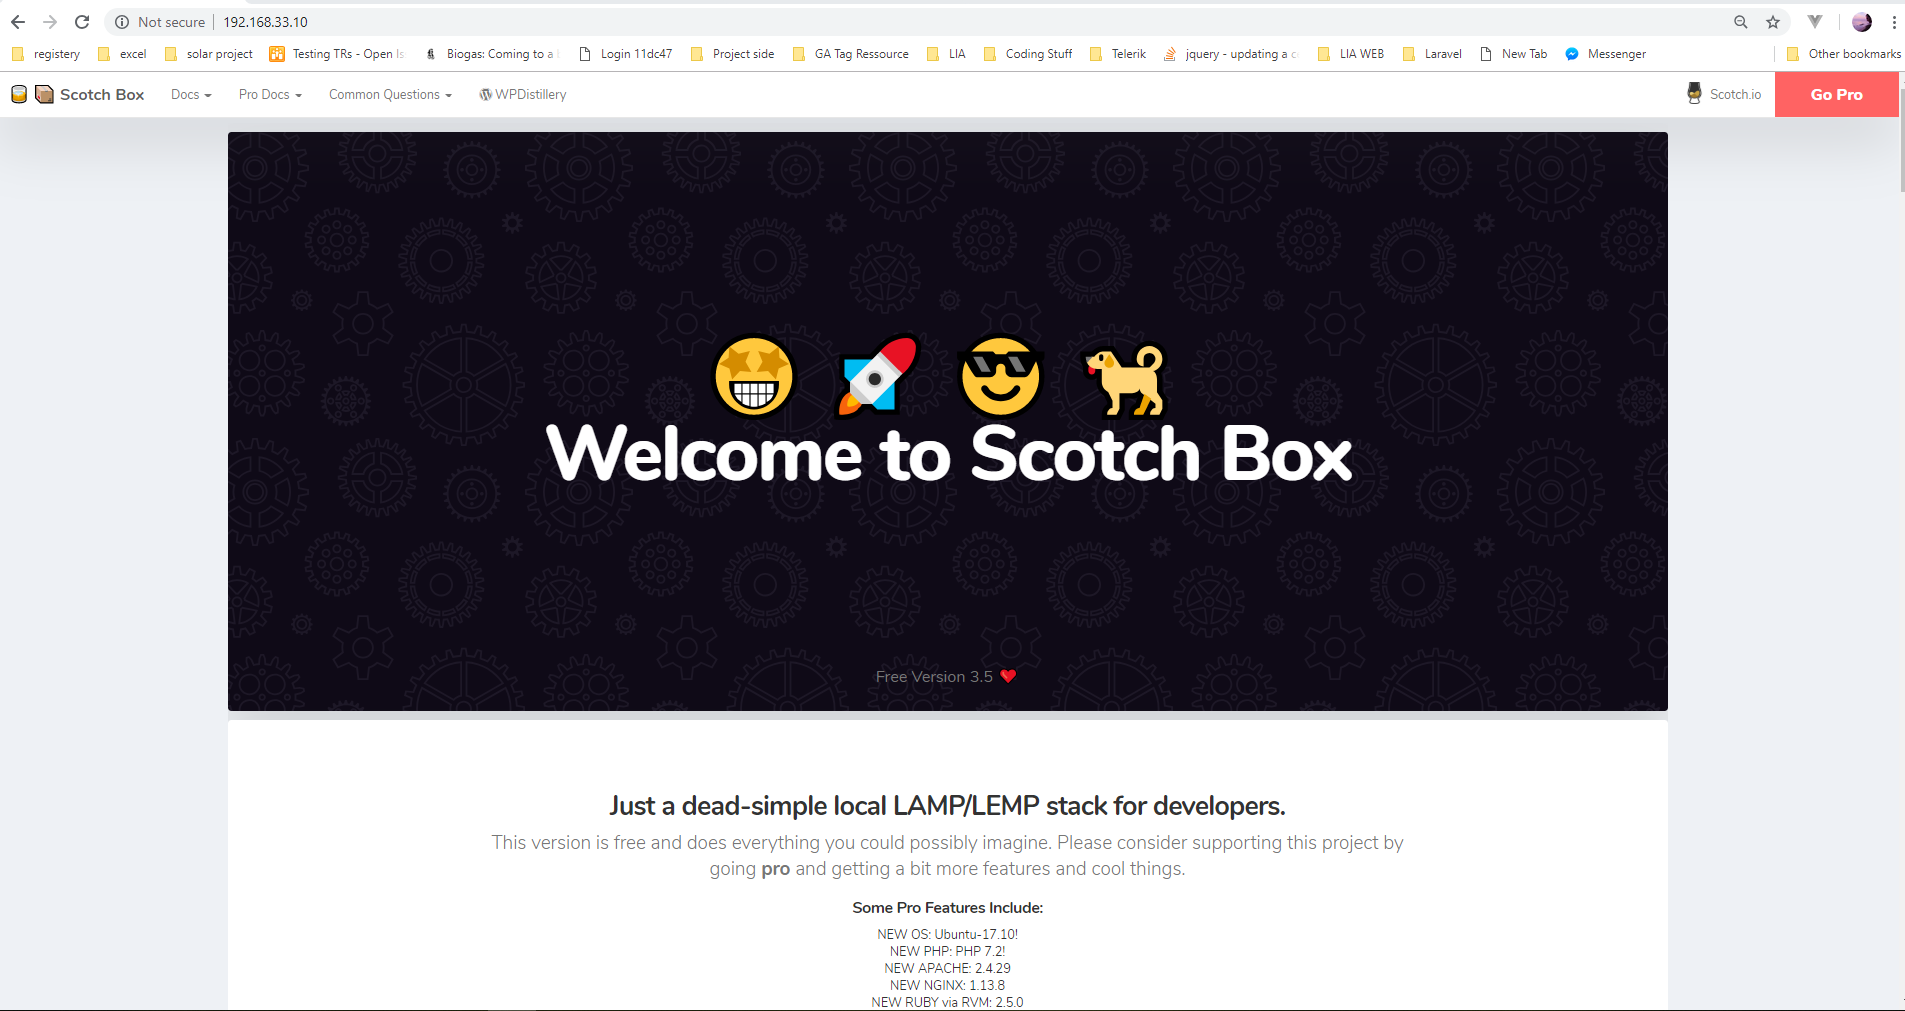 Not secure | 192.168.33.10
registery excel solar project Testing TRs - Open Is Biogas: Coming to a Login 11dc47 Project side GA Tag Ressource LIA Coding Stuff Telerik jquery - updating a c LIA WEB Laravel New Tab Messenger Other bookmarks
Scotch Box Docs Pro Docs Common Questions WPDistillery Scotch.io Go Pro
Welcome to Scotch Box
Free Version 3.5
Just a dead-simple local LAMP/LEMP stack for developers.
This version is free and does everything you could possibly imagine. Please consider supporting this project by
going pro and getting a bit more features and cool things.
Some Pro Features Include:
NEW OS: Ubuntu-17.10!
NEW PHP: PHP 7.2!
NEW APACHE: 2.4.29
NEW NGINX: 1.13.8
NEW RUBY via RVM: 2.5.0